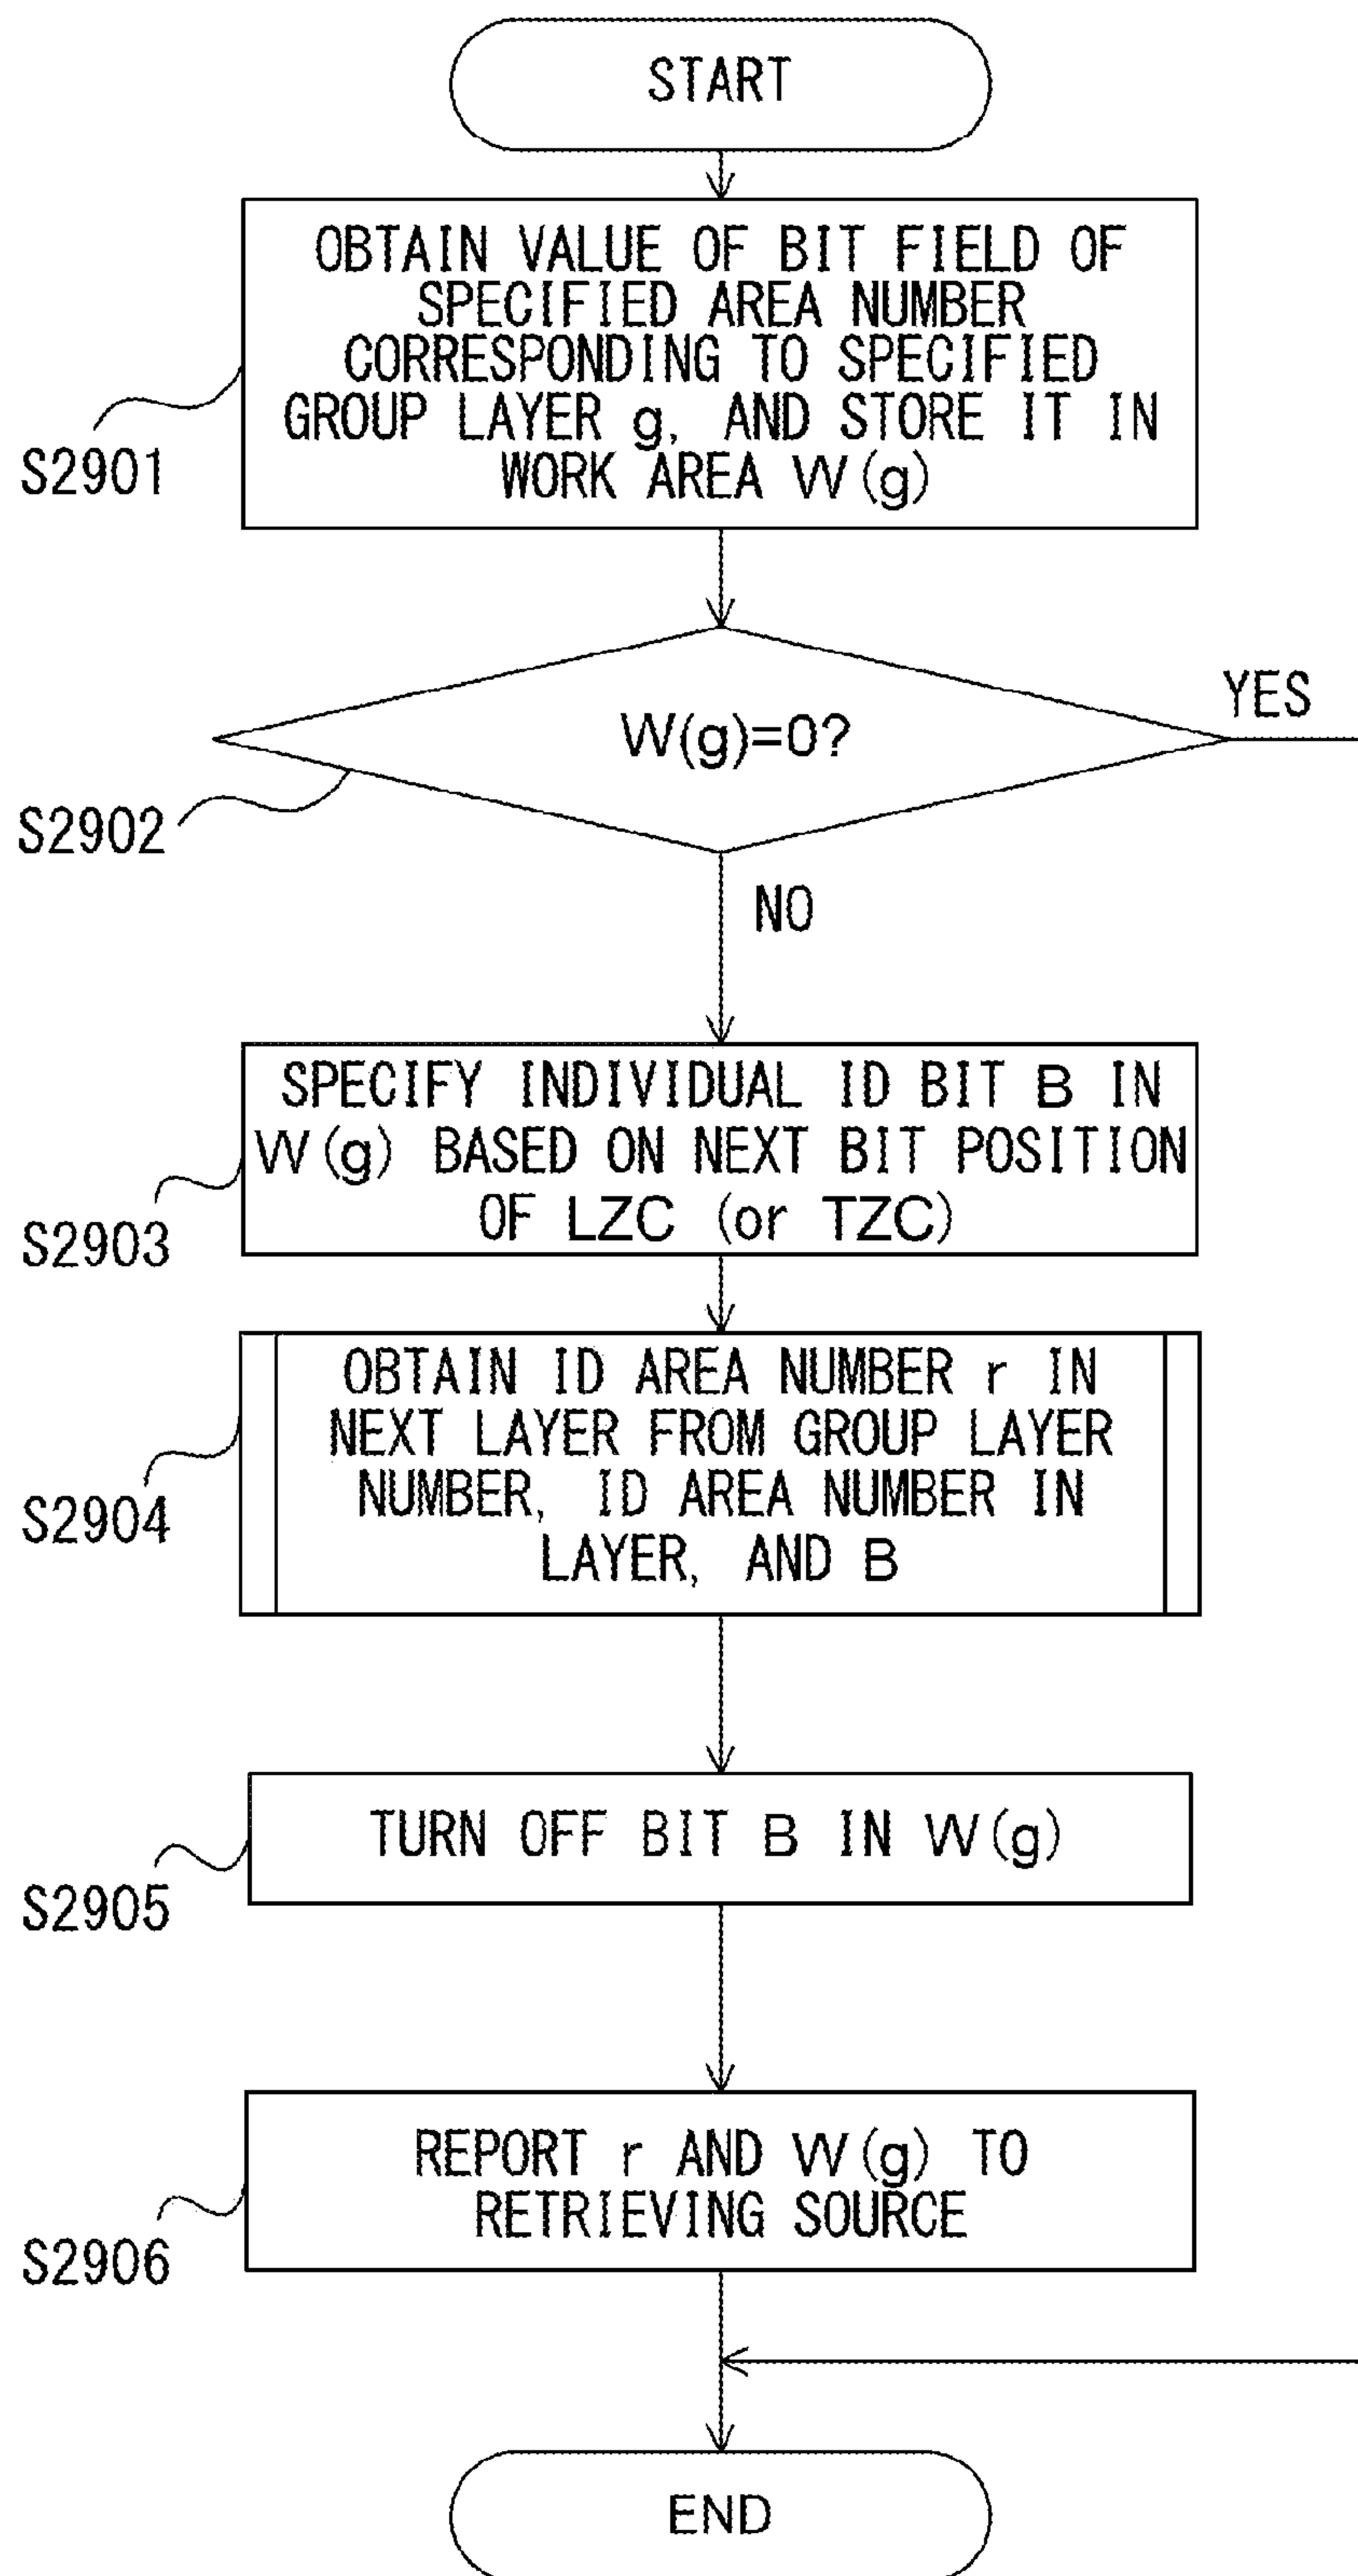 START
OBTAIN VALUE OF BIT FIELD OF
SPECIFIED AREA NUMBER
CORRESPONDING TO SPECIFIED
GROUP LAYER g, AND STORE IT IN
WORK AREA W(g)
S2901
W(g)=0?
YES
S2902
NO
SPECIFY INDIVIDUAL ID BIT B IN
W(g) BASED ON NEXT BIT POSITION
OF LZC (or TZC)
S2903
OBTAIN ID AREA NUMBER r IN
NEXT LAYER FROM GROUP LAYER
NUMBER, ID AREA NUMBER IN
LAYER, AND B
S2904
TURN OFF BIT B IN W(g)
S2905
REPORT r AND W(g) TO
RETRIEVING SOURCE
S2906
END